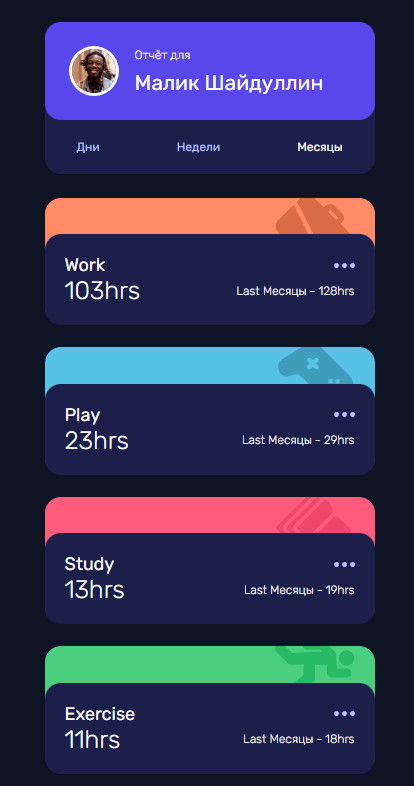 Отчёт для
Малик Шайдуллин
Дни
Недели
Месяцы
Work
103hrs
Last Месяцы - 128hrs
Play
23hrs
Last Месяцы - 29hrs
Study
13hrs
Last Месяцы - 19hrs
Exercise
11hrs
Last Месяцы - 18hrs